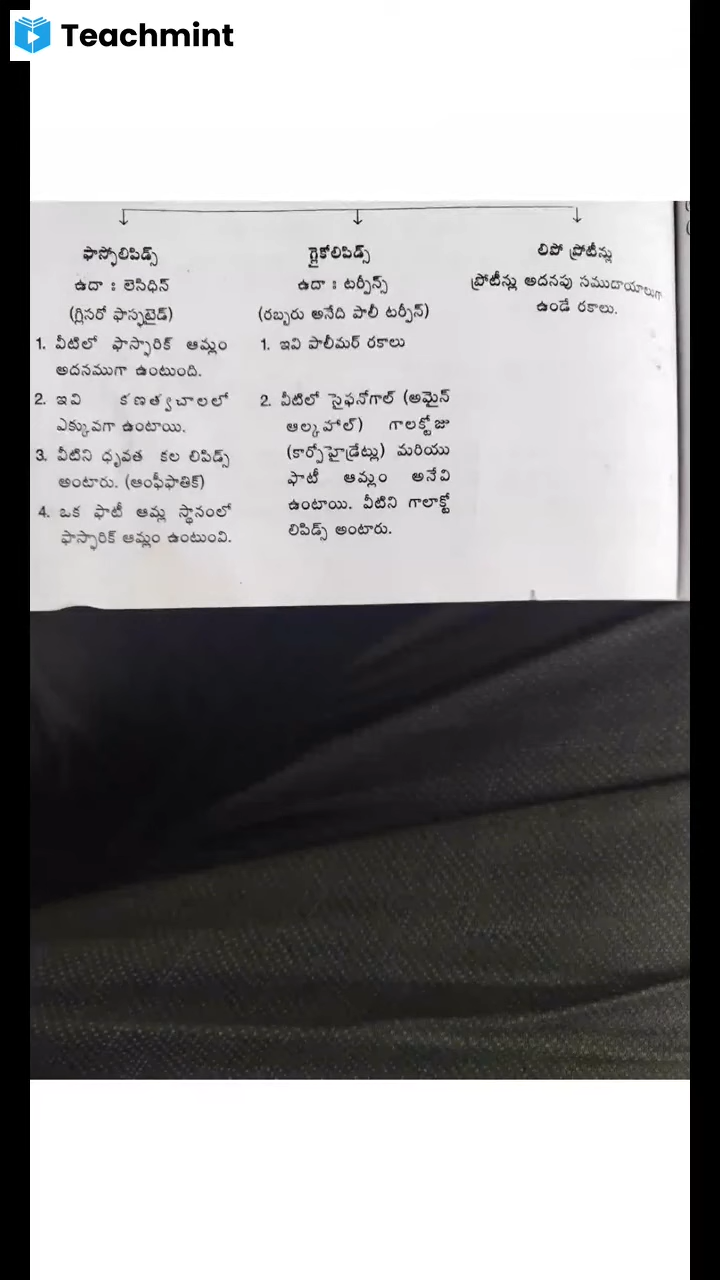 Teachmint
ఫాస్ఫోలిపిడ్స్
ఉదా : లెసిథిన్
(గ్లిసరో ఫాస్ఫటైడ్)
1. వీటిలో ఫాస్ఫారిక్ ఆమ్లం
అదనముగా ఉంటుంది.
2. ఇవి కణత్వచాలలో
ఎక్కువగా ఉంటాయి.
3. వీటిని ధృవత కల లిపిడ్స్
అంటారు. (ఆంఫీఫాతిక్)
4. ఒక ఫాటీ ఆమ్ల స్థానంలో
ఫాస్ఫారిక్ ఆమ్లం ఉంటుంవి.
గ్లైకోలిపిడ్స్
ఉదా : టర్పీన్స్
(రబ్బరు అనేది పాలీ టర్పీన్)
1. ఇవి పాలీమర్ రకాలు
2. వీటిలో సైఫనోగాల్ (అమైన్
ఆల్కహాల్) గాలక్టోజు
(కార్బోహైడ్రేట్లు) మరియు
ఫాటీ ఆమ్లం అనేవి
ఉంటాయి. వీటిని గాలాక్టో
లిపిడ్స్ అంటారు.
లిపో ప్రోటీన్లు
ప్రోటీన్లు అదనపు సముదాయాలుగా
ఉండే రకాలు.